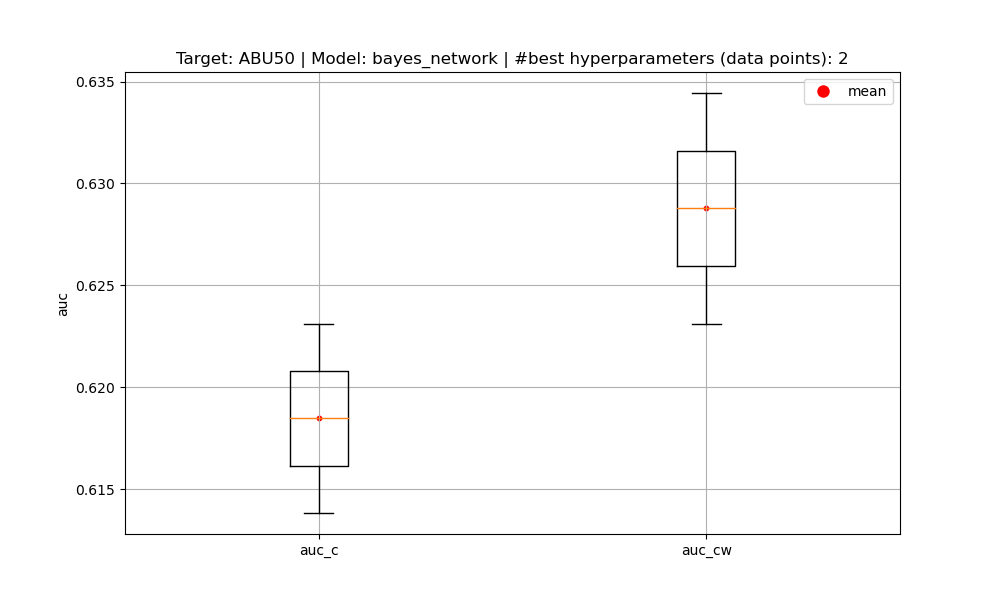 Target: ABU50 | Model: bayes_network | #best hyperparameters (data points): 2
mean
auc
0.635
0.630
0.625
0.620
0.615
auc_c
auc_cw